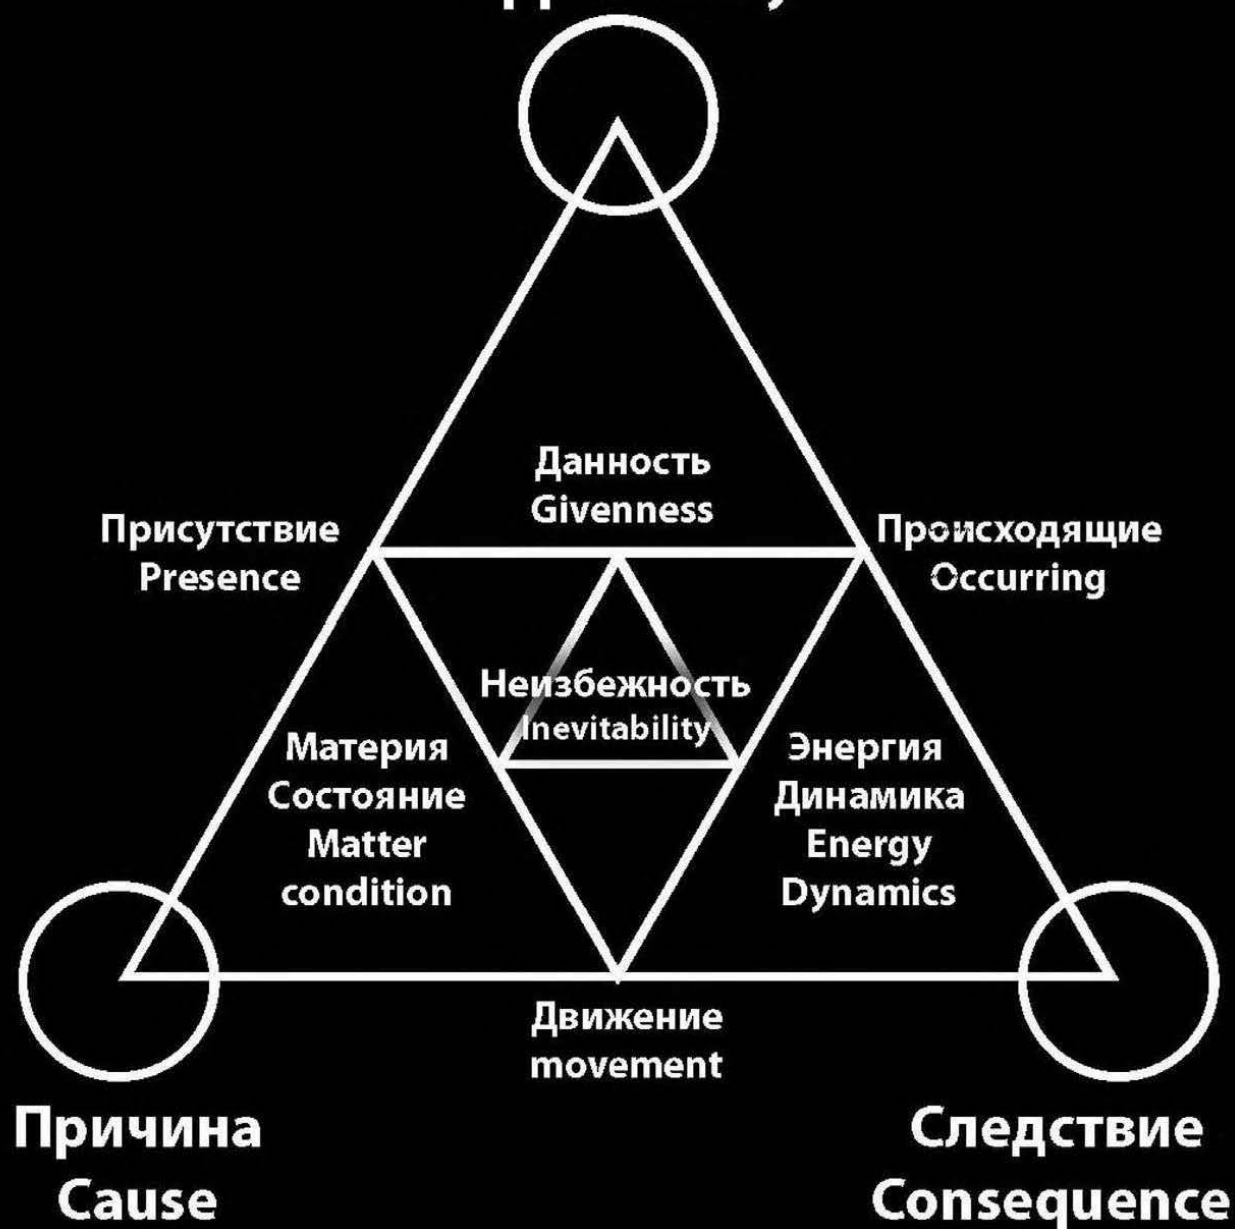 Данность
Givenness
Присутствие
Presence
Происходящие
Occurring
Неизбежность
Inevitability
Материя
Состояние
Matter
condition
Энергия
Динамика
Energy
Dynamics
Движение
movement
Причина
Cause
Следствие
Consequence